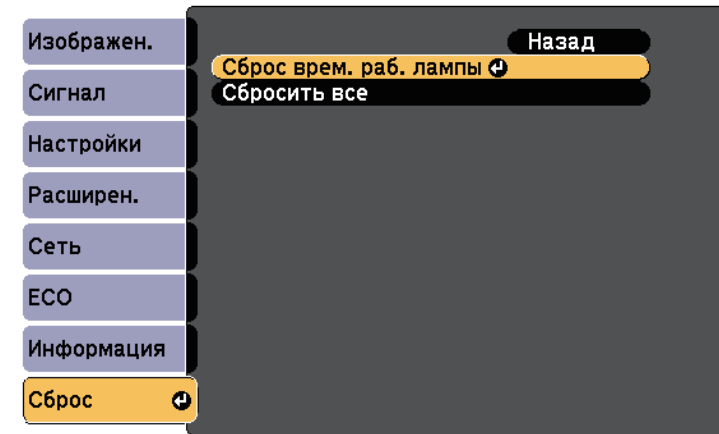 Изображен.
Сигнал
Настройки
Расширен.
Сеть
ECO
Информация
Сброс
Назад
Сброс врем. раб. лампы
Сбросить все